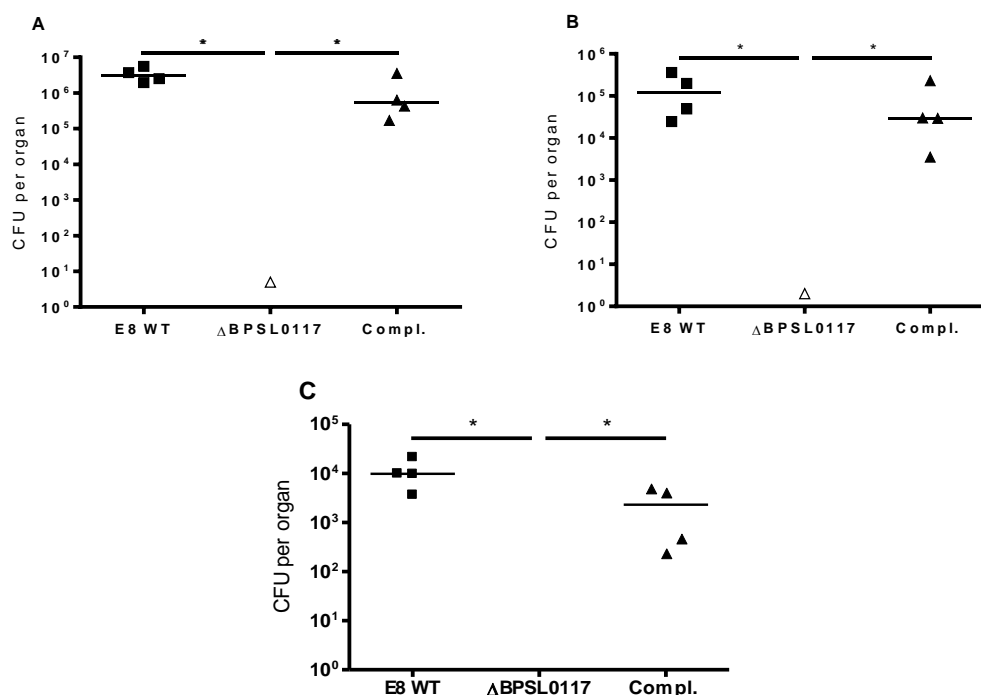 A
* *
10⁷
10⁶
10⁵
10⁴
10³
10²
10¹
10⁰
CFU per organ
E8 WT ΔBPSL0117 Compl.
B
* *
10⁶
10⁵
10⁴
10³
10²
10¹
10⁰
CFU per organ
E8 WT ΔBPSL0117 Compl.
C
* *
10⁵
10⁴
10³
10²
10¹
10⁰
CFU per organ
E8 WT ΔBPSL0117 Compl.